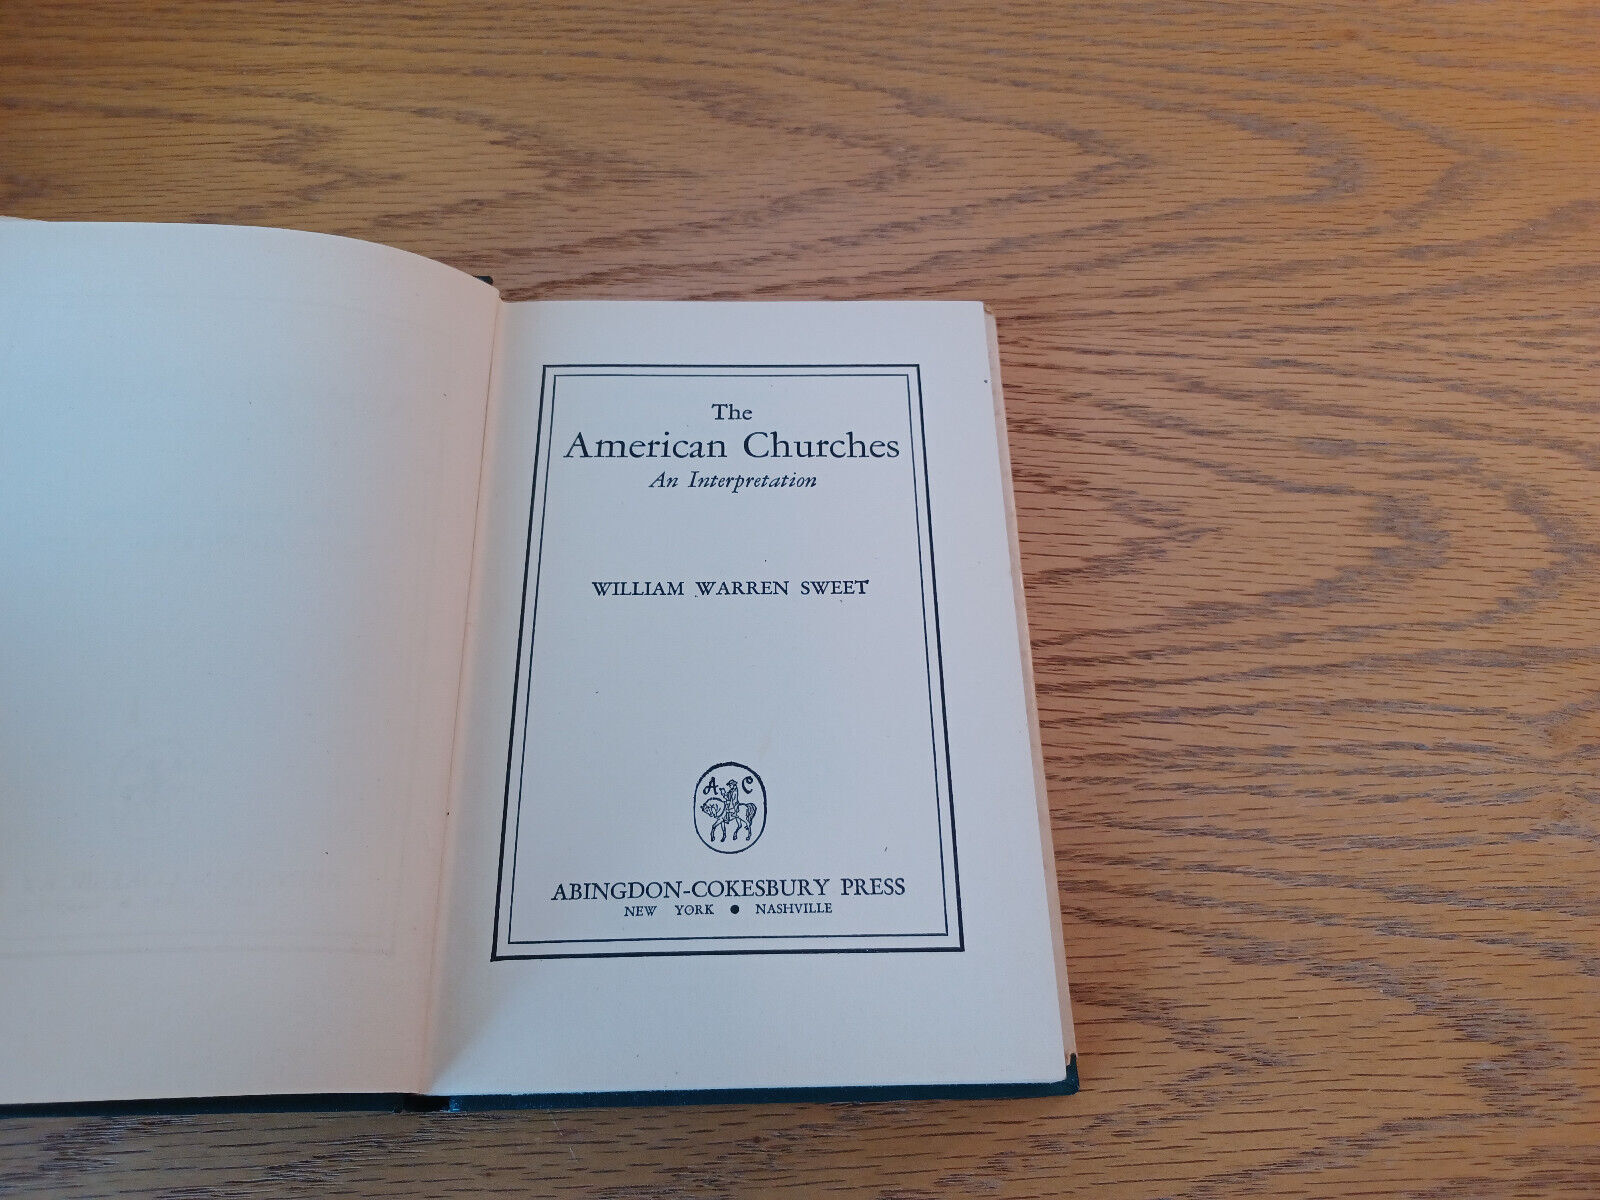 The
American Churches
An Interpretation
WILLIAM WARREN SWEET
A C
ABINGDON-COKESBURY PRESS
NEW YORK ● NASHVILLE